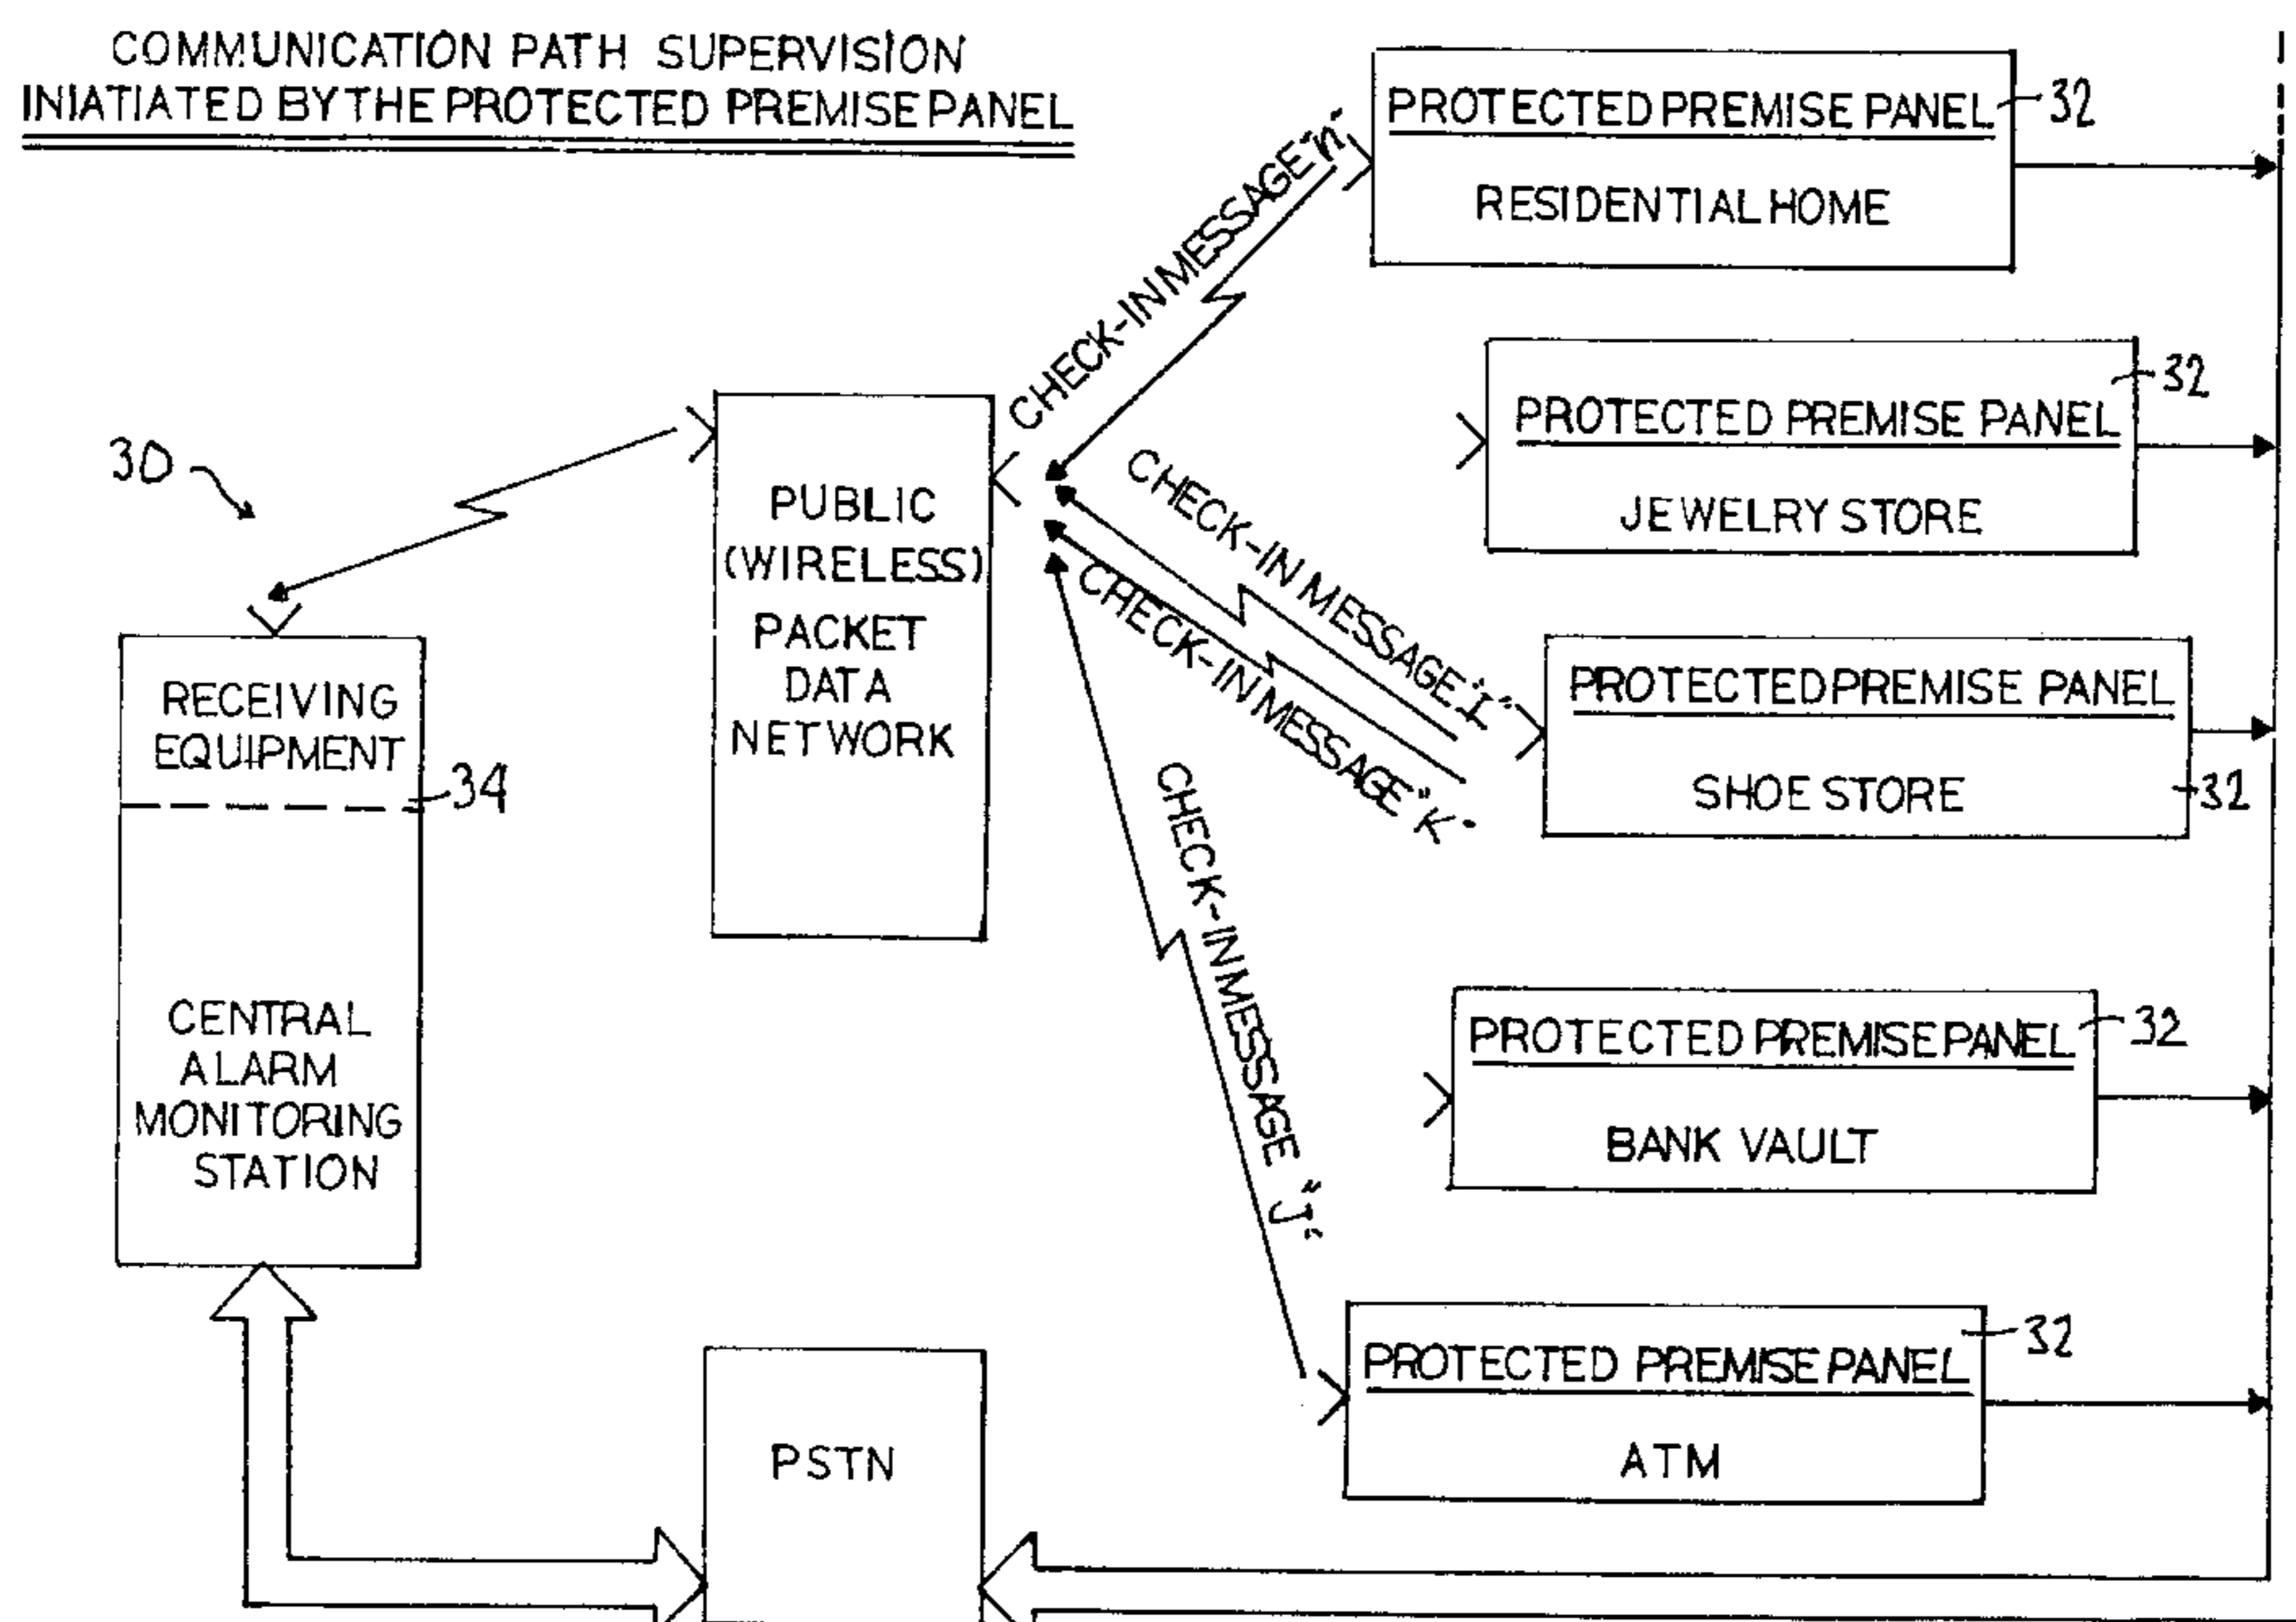 COMMUNICATION PATH SUPERVISION
INIATIATED BY THE PROTECTED PREMISE PANEL
PROTECTED PREMISE PANEL
32
RESIDENTIAL HOME
CHECK-IN MESSAGE "n"
PROTECTED PREMISE PANEL
32
JEWELRY STORE
30
PUBLIC
(WIRELESS)
PACKET
DATA
NETWORK
CHECK-IN MESSAGE "I"
CHECK-IN MESSAGE "K"
PROTECTED PREMISE PANEL
SHOE STORE
32
RECEIVING
EQUIPMENT
34
CENTRAL
ALARM
MONITORING
STATION
CHECK-IN MESSAGE "J"
PROTECTED PREMISE PANEL
32
BANK VAULT
PROTECTED PREMISE PANEL
32
ATM
PSTN